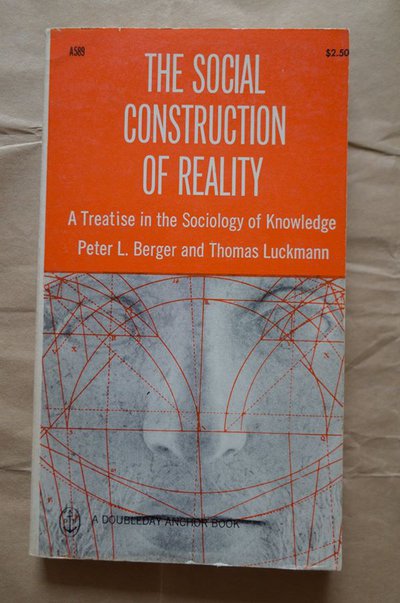 A589
$2.50
THE SOCIAL
CONSTRUCTION
OF REALITY
A Treatise in the Sociology of Knowledge
Peter L. Berger and Thomas Luckmann
A DOUBLEDAY ANCHOR BOOK